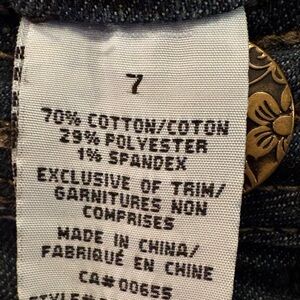 7
70% COTTON/COTON
29% POLYESTER
1% SPANDEX
EXCLUSIVE OF TRIM/
GARNITURES NON
COMPRISES
MADE IN CHINA/
FABRIQUÉ EN CHINE
CA# 00655